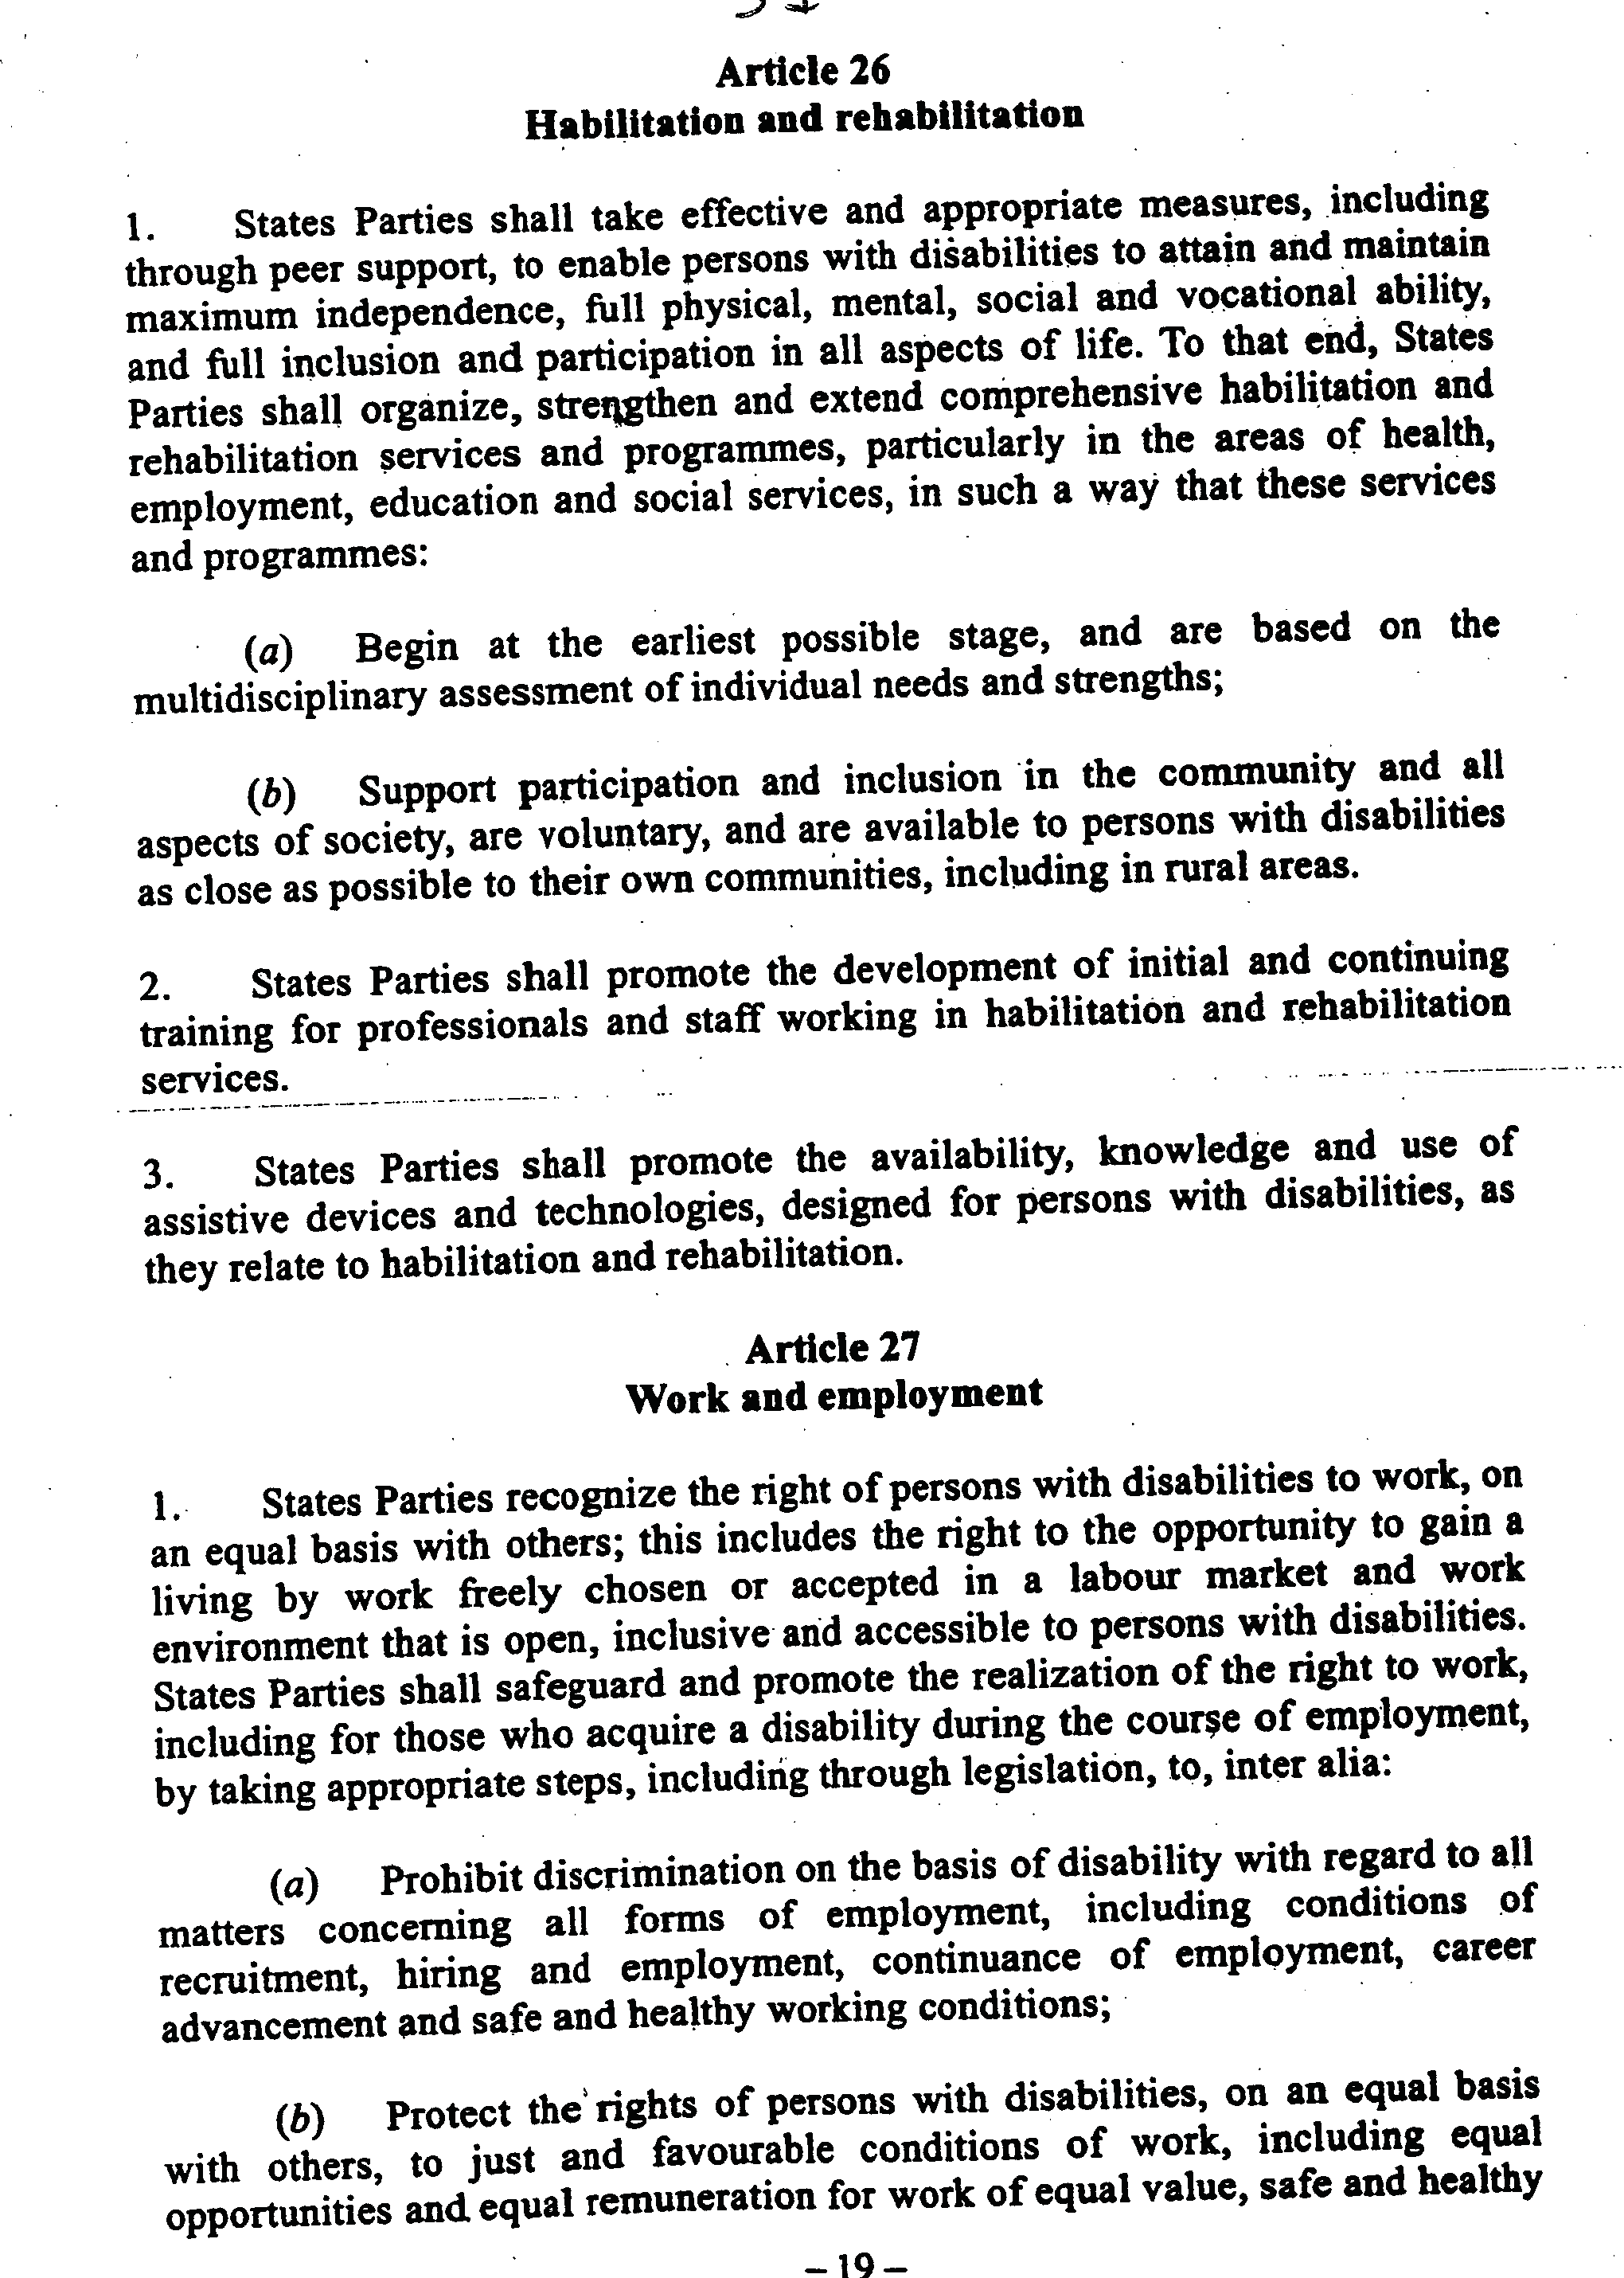 Article 26
Habilitation and rehabilitation
1. States Parties shall take effective and appropriate measures, including
through peer support, to enable persons with disabilities to attain and maintain
maximum independence, full physical, mental, social and vocational ability,
and full inclusion and participation in all aspects of life. To that end, States
Parties shall organize, strengthen and extend comprehensive habilitation and
rehabilitation services and programmes, particularly in the areas of health,
employment, education and social services, in such a way that these services
and programmes:
(a) Begin at the earliest possible stage, and are based on the
multidisciplinary assessment of individual needs and strengths;
(b) Support participation and inclusion in the community and all
aspects of society, are voluntary, and are available to persons with disabilities
as close as possible to their own communities, including in rural areas.
2. States Parties shall promote the development of initial and continuing
training for professionals and staff working in habilitation and rehabilitation
services.
3. States Parties shall promote the availability, knowledge and use of
assistive devices and technologies, designed for persons with disabilities, as
they relate to habilitation and rehabilitation.
Article 27
Work and employment
1. States Parties recognize the right of persons with disabilities to work, on
an equal basis with others; this includes the right to the opportunity to gain a
living by work freely chosen or accepted in a labour market and work
environment that is open, inclusive and accessible to persons with disabilities.
States Parties shall safeguard and promote the realization of the right to work,
including for those who acquire a disability during the course of employment,
by taking appropriate steps, including through legislation, to, inter alia:
(a) Prohibit discrimination on the basis of disability with regard to all
matters concerning all forms of employment, including conditions of
recruitment, hiring and employment, continuance of employment, career
advancement and safe and healthy working conditions;
(b) Protect the rights of persons with disabilities, on an equal basis
with others, to just and favourable conditions of work, including equal
opportunities and equal remuneration for work of equal value, safe and healthy
– 19 –